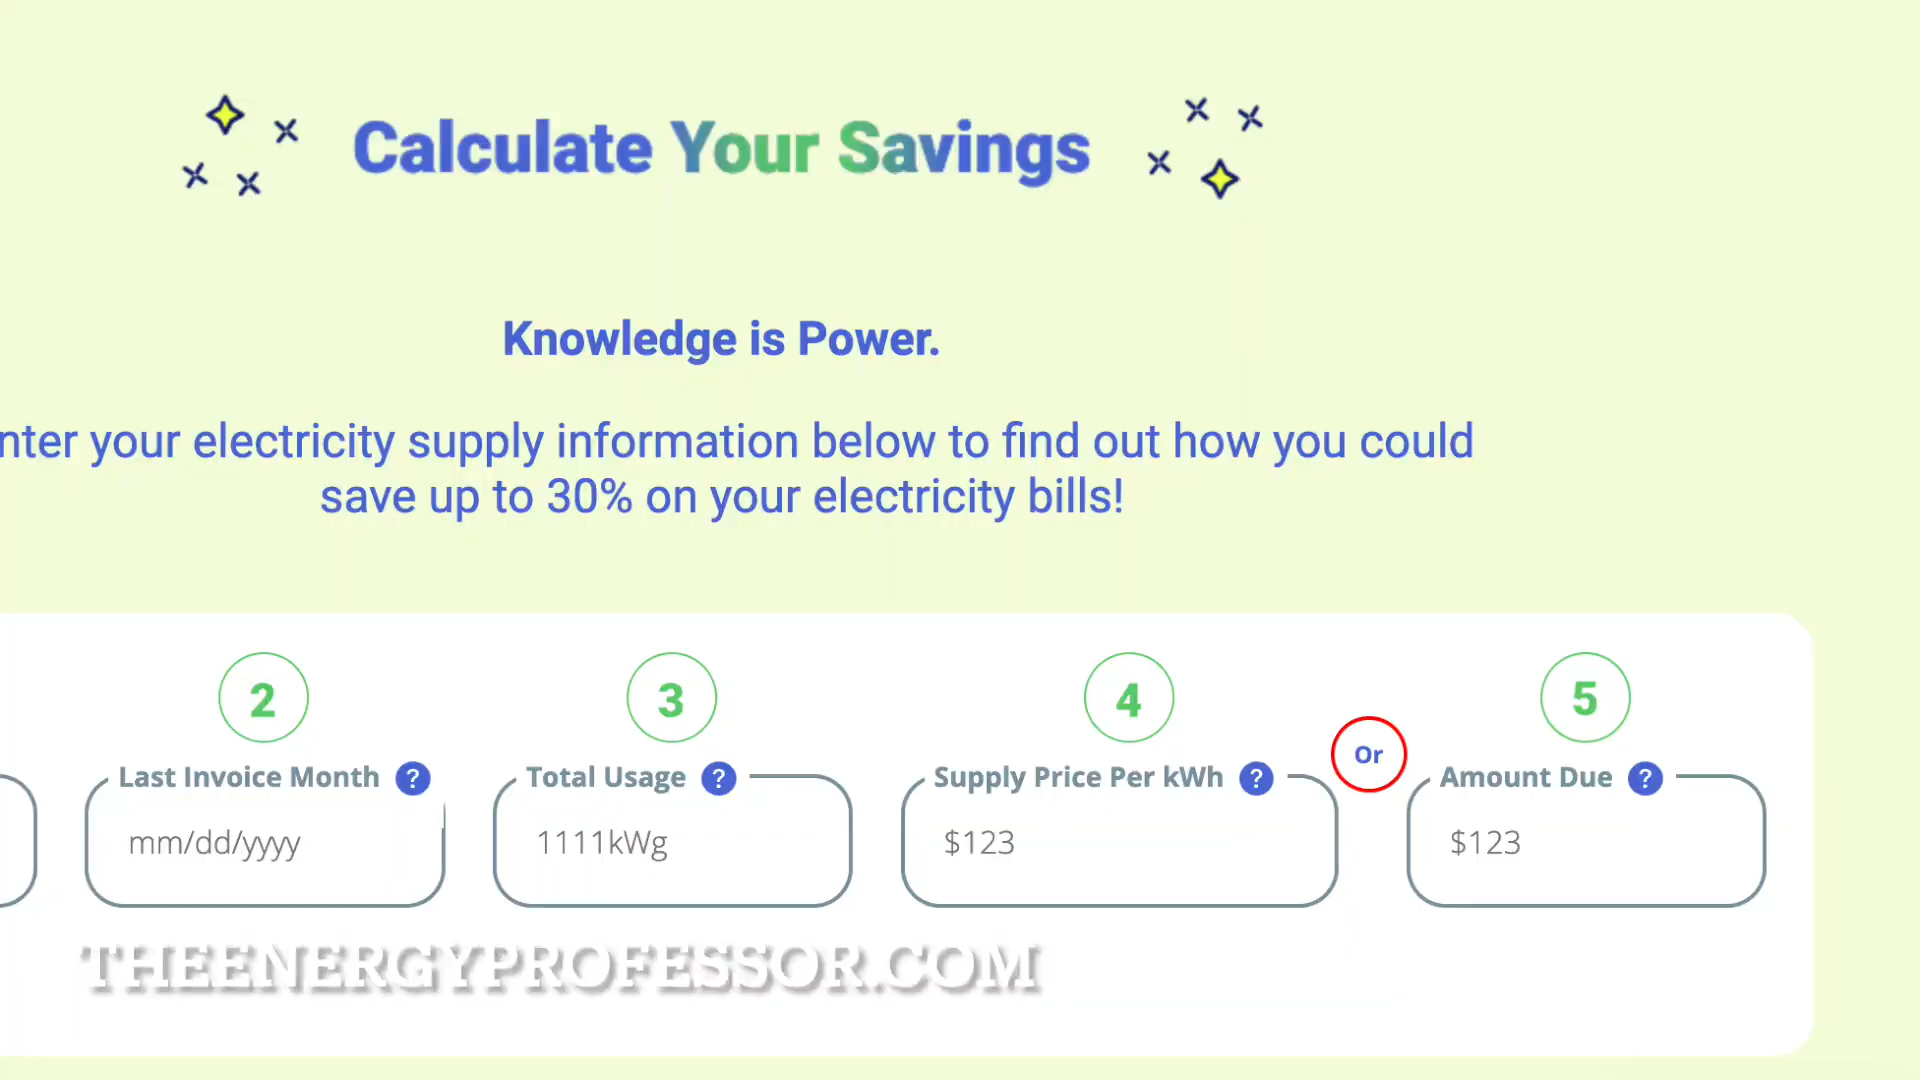 Calculate Your Savings
Knowledge is Power.
nter your electricity supply information below to find out how you could
save up to 30% on your electricity bills!
2
3
4
5
Or
Last Invoice Month ?
Total Usage ?
Supply Price Per kWh ?
Amount Due ?
mm/dd/yyyy
1111kWg
$123
$123
THEENERGYPROFESSOR.COM